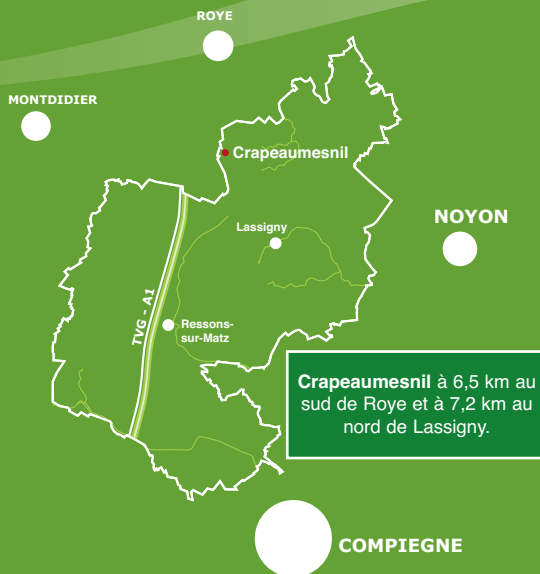 ROYE
MONTDIDIER
Crapeaumesnil
NOYON
Lassigny
TVG - A1
Ressons-
sur-Matz
Crapeaumesnil à 6,5 km au
sud de Roye et à 7,2 km au
nord de Lassigny.
COMPIEGNE